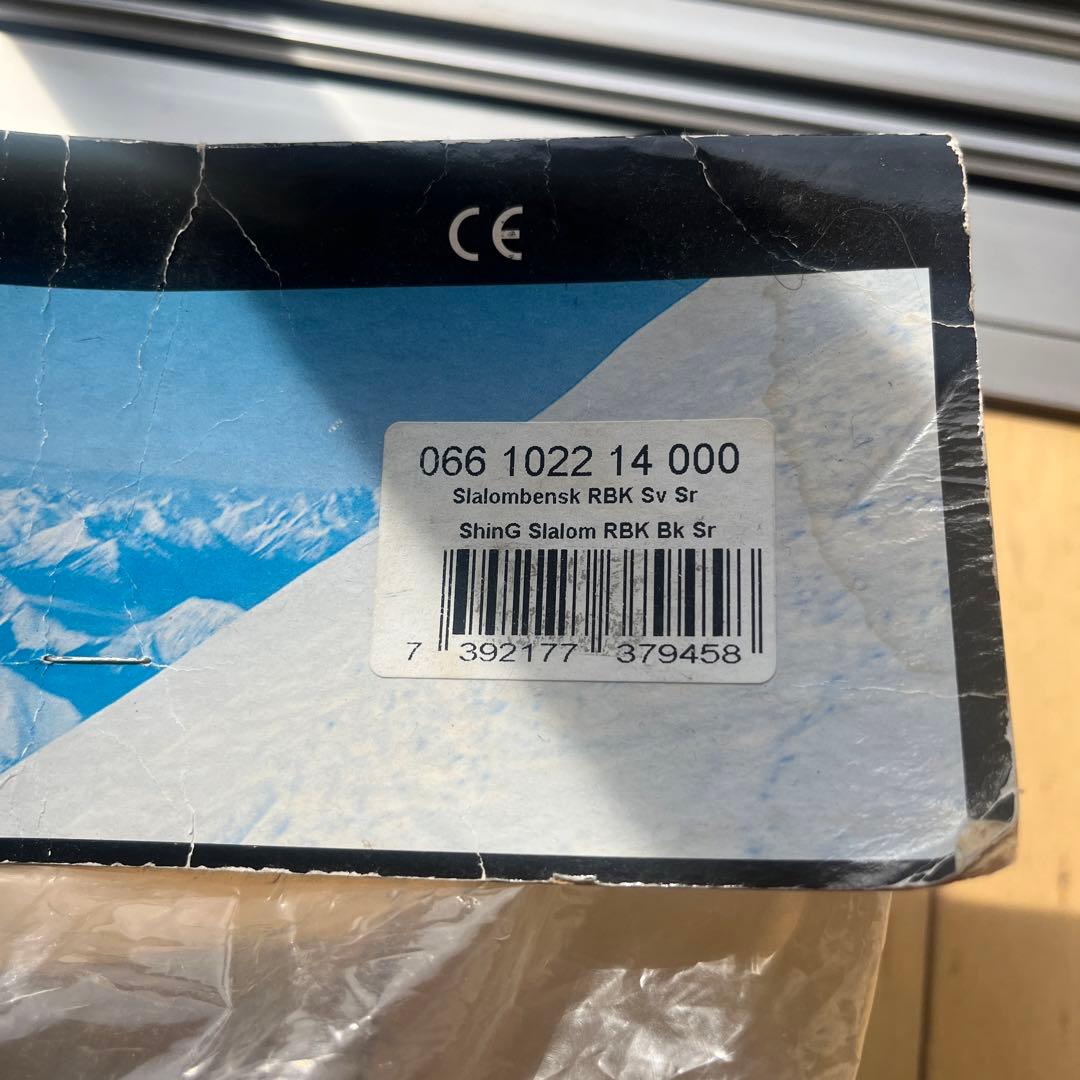 CE
066 1022 14 000
Slalombensk RBK Sv Sr
ShinG Slalom RBK Bk Sr
7 392177 379458